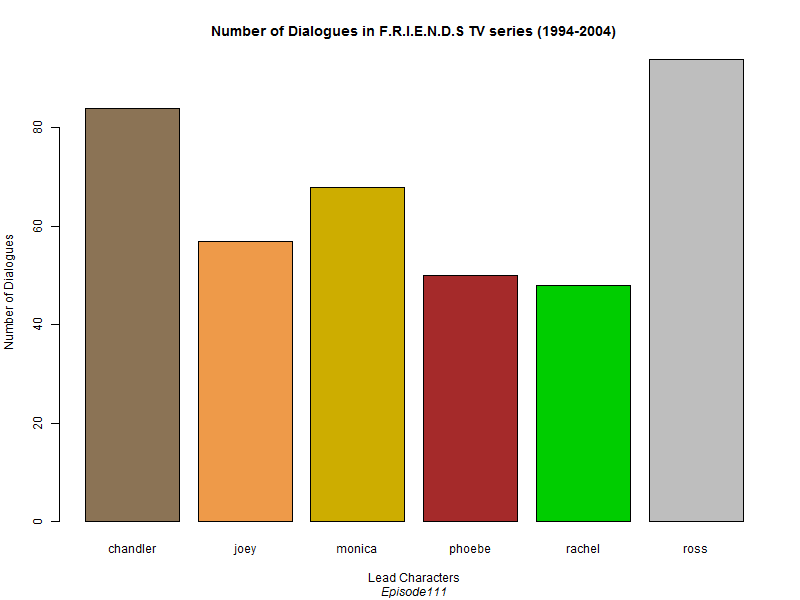 Number of Dialogues in F.R.I.E.N.D.S TV series (1994-2004)
Number of Dialogues
80
60
40
20
0
chandler joey monica phoebe rachel ross
Lead Characters
Episode111